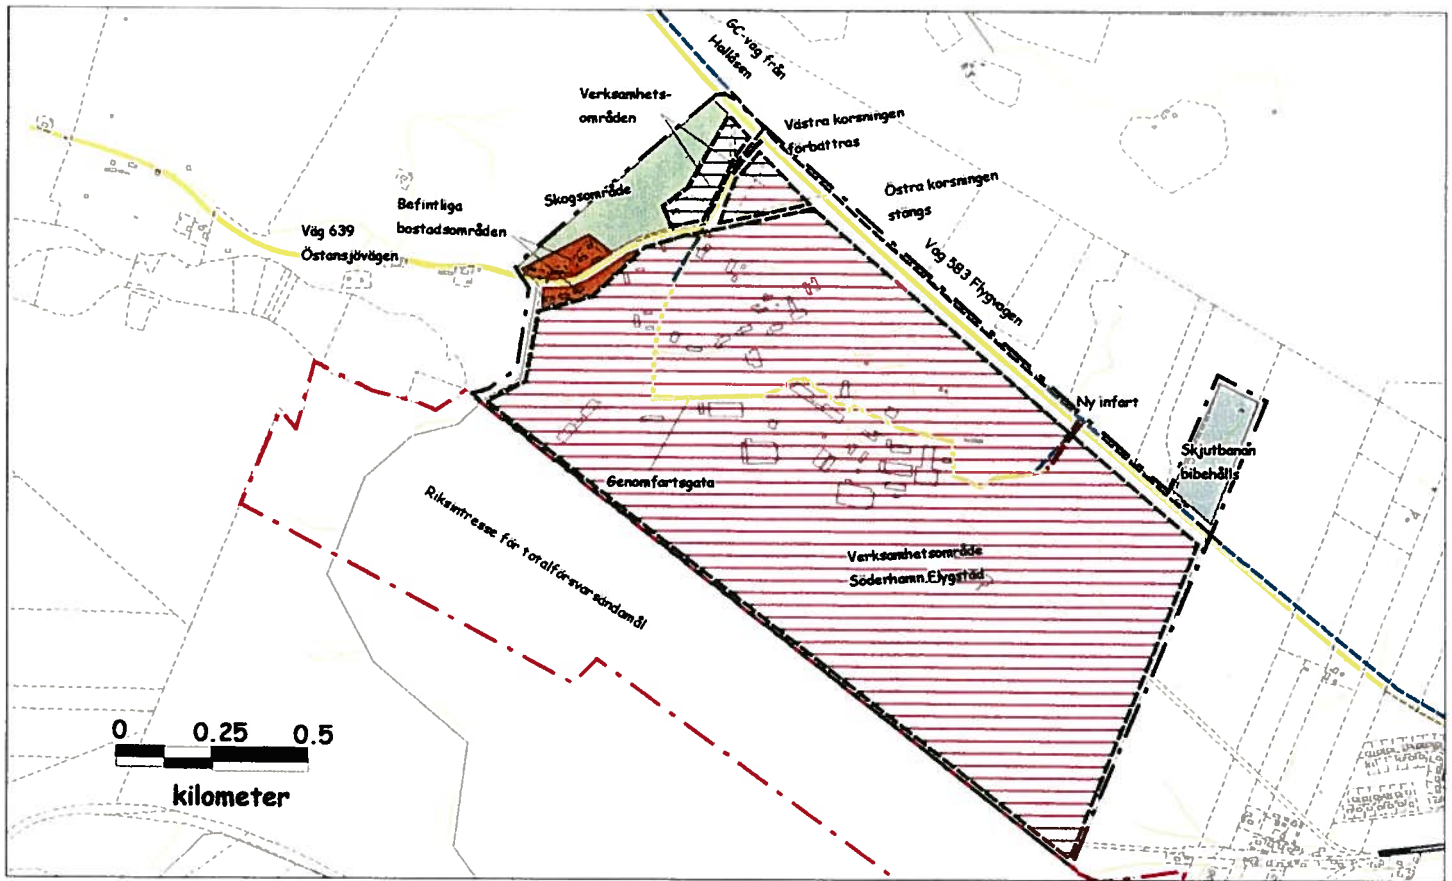 GC-väg från
Hallåsen
Verksamhets-
områden
Västra korsningen
förbättras
Skogsområde
Östra korsningen
stängs
Befintliga
bostadsområden
Väg 639
Östansjövägen
Väg 583 Flygvägen
Ny infart
Skjutbanan
bibehålls
Genomfartsgata
Riksintresse för totalförsvarsändamål
Verksamhetsområde
Söderhamn.Flygstad
0 0.25 0.5
kilometer